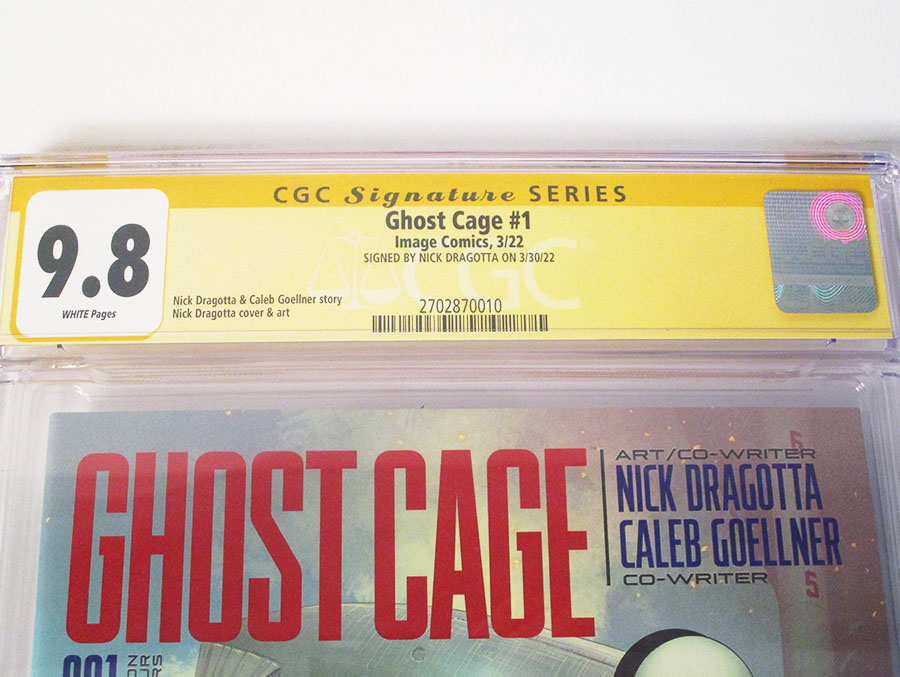 CGC Signature SERIES
Ghost Cage #1
Image Comics, 3/22
SIGNED BY NICK DRAGOTTA ON 3/30/22
9.8
WHITE Pages
Nick Dragotta & Caleb Goellner story
Nick Dragotta cover & art
CGC
2702870010
GHOST CAGE
ART/CO-WRITER
NICK DRAGOTTA
CALEB GOELLNER
CO-WRITER
001